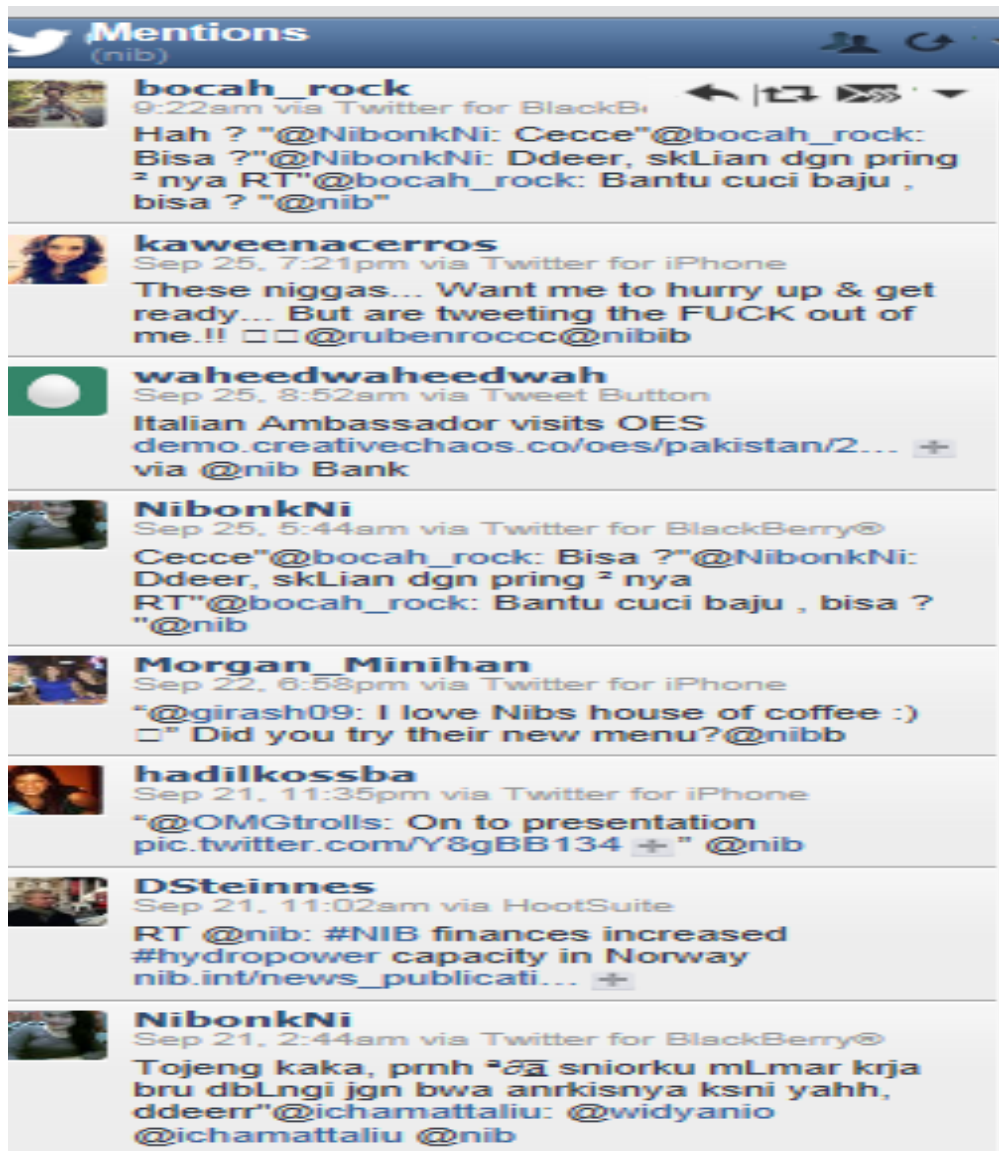 Mentions
(nib)
bocah_rock
9:22am via Twitter for BlackB
Hah ? "@NibonkNi: Cecce"@bocah_rock:
Bisa ?"@NibonkNi: Ddeer, skLian dgn pring
² nya RT"@bocah_rock: Bantu cuci baju ,
bisa ? "@nib"
kaweenacerros
Sep 25, 7:21pm via Twitter for iPhone
These niggas... Want me to hurry up & get
ready... But are tweeting the FUCK out of
me.!! □□@rubenroccc@nibib
waheedwaheedwah
Sep 25, 8:52am via Tweet Button
Italian Ambassador visits OES
demo.creativechaos.co/oes/pakistan/2... +
via @nib Bank
NibonkNi
Sep 25, 5:44am via Twitter for BlackBerry®
Cecce"@bocah_rock: Bisa ?"@NibonkNi:
Ddeer, skLian dgn pring ² nya
RT"@bocah_rock: Bantu cuci baju , bisa ?
"@nib
Morgan_Minihan
Sep 22, 6:58pm via Twitter for iPhone
"@girash09: I love Nibs house of coffee :)
□" Did you try their new menu?@nibb
hadilkossba
Sep 21, 11:35pm via Twitter for iPhone
"@OMGtrolls: On to presentation
pic.twitter.com/Y8gBB134 +" @nib
DSteinnes
Sep 21, 11:02am via HootSuite
RT @nib: #NIB finances increased
#hydropower capacity in Norway
nib.int/news_publicati... +
NibonkNi
Sep 21, 2:44am via Twitter for BlackBerry®
Tojeng kaka, prnh sniorku mLmar krja
bru dbLngi jgn bwa anrkisnya ksni yahh,
ddeerr"@ichamattaliu: @widyanio
@ichamattaliu @nib